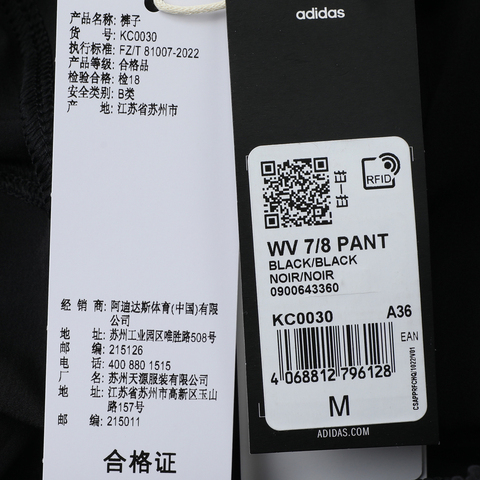 产品名称: 裤子
货 号: KC0030
执行标准: FZ/T 81007-2022
产品等级: 合格品
检验合格: 检18
安全类别: B类
产 地: 江苏省苏州市
经 销 商: 阿迪达斯体育(中国)有限公司
地 址: 苏州工业园区唯胜路508号
邮 编: 215126
电 话: 400 880 1515
厂 名: 苏州天源服装有限公司
地 址: 江苏省苏州市高新区玉山路157号
邮 编: 215011
合格证
adidas
RFID
WV 7/8 PANT
BLACK/BLACK
NOIR/NOIR
0900643360
KC0030 A36
EAN
4 068812 796128
M
ADIDAS.COM